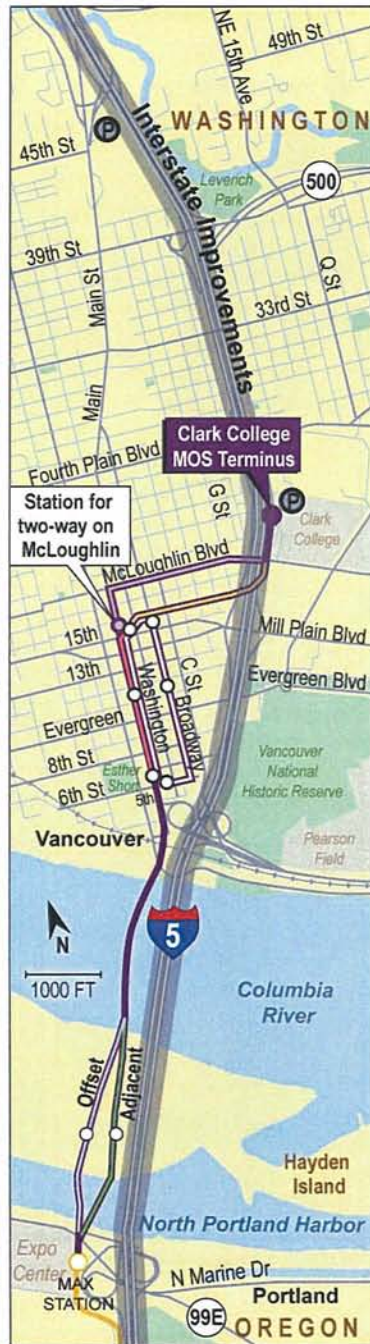 49th St
NE 15th Ave
WASHINGTON
P
45th St
Leverich
Park
500
Interstate Improvements
39th St
Main St
Q St
33rd St
Main
Clark College
MOS Terminus
Fourth Plain Blvd
P
Station for
two-way on
McLoughlin
G St
Clark
College
McLoughlin Blvd
15th
Mill Plain Blvd
13th
C St
Washington
Broadway
Evergreen Blvd
Evergreen
8th St
Esther
Short
6th St
5th
Vancouver
National
Historic Reserve
Vancouver
Pearson
Field
N
5
1000 FT
Columbia
River
Offset
Adjacent
Hayden
Island
North Portland Harbor
Expo
Center
MAX
STATION
N Marine Dr
Portland
99E
OREGON